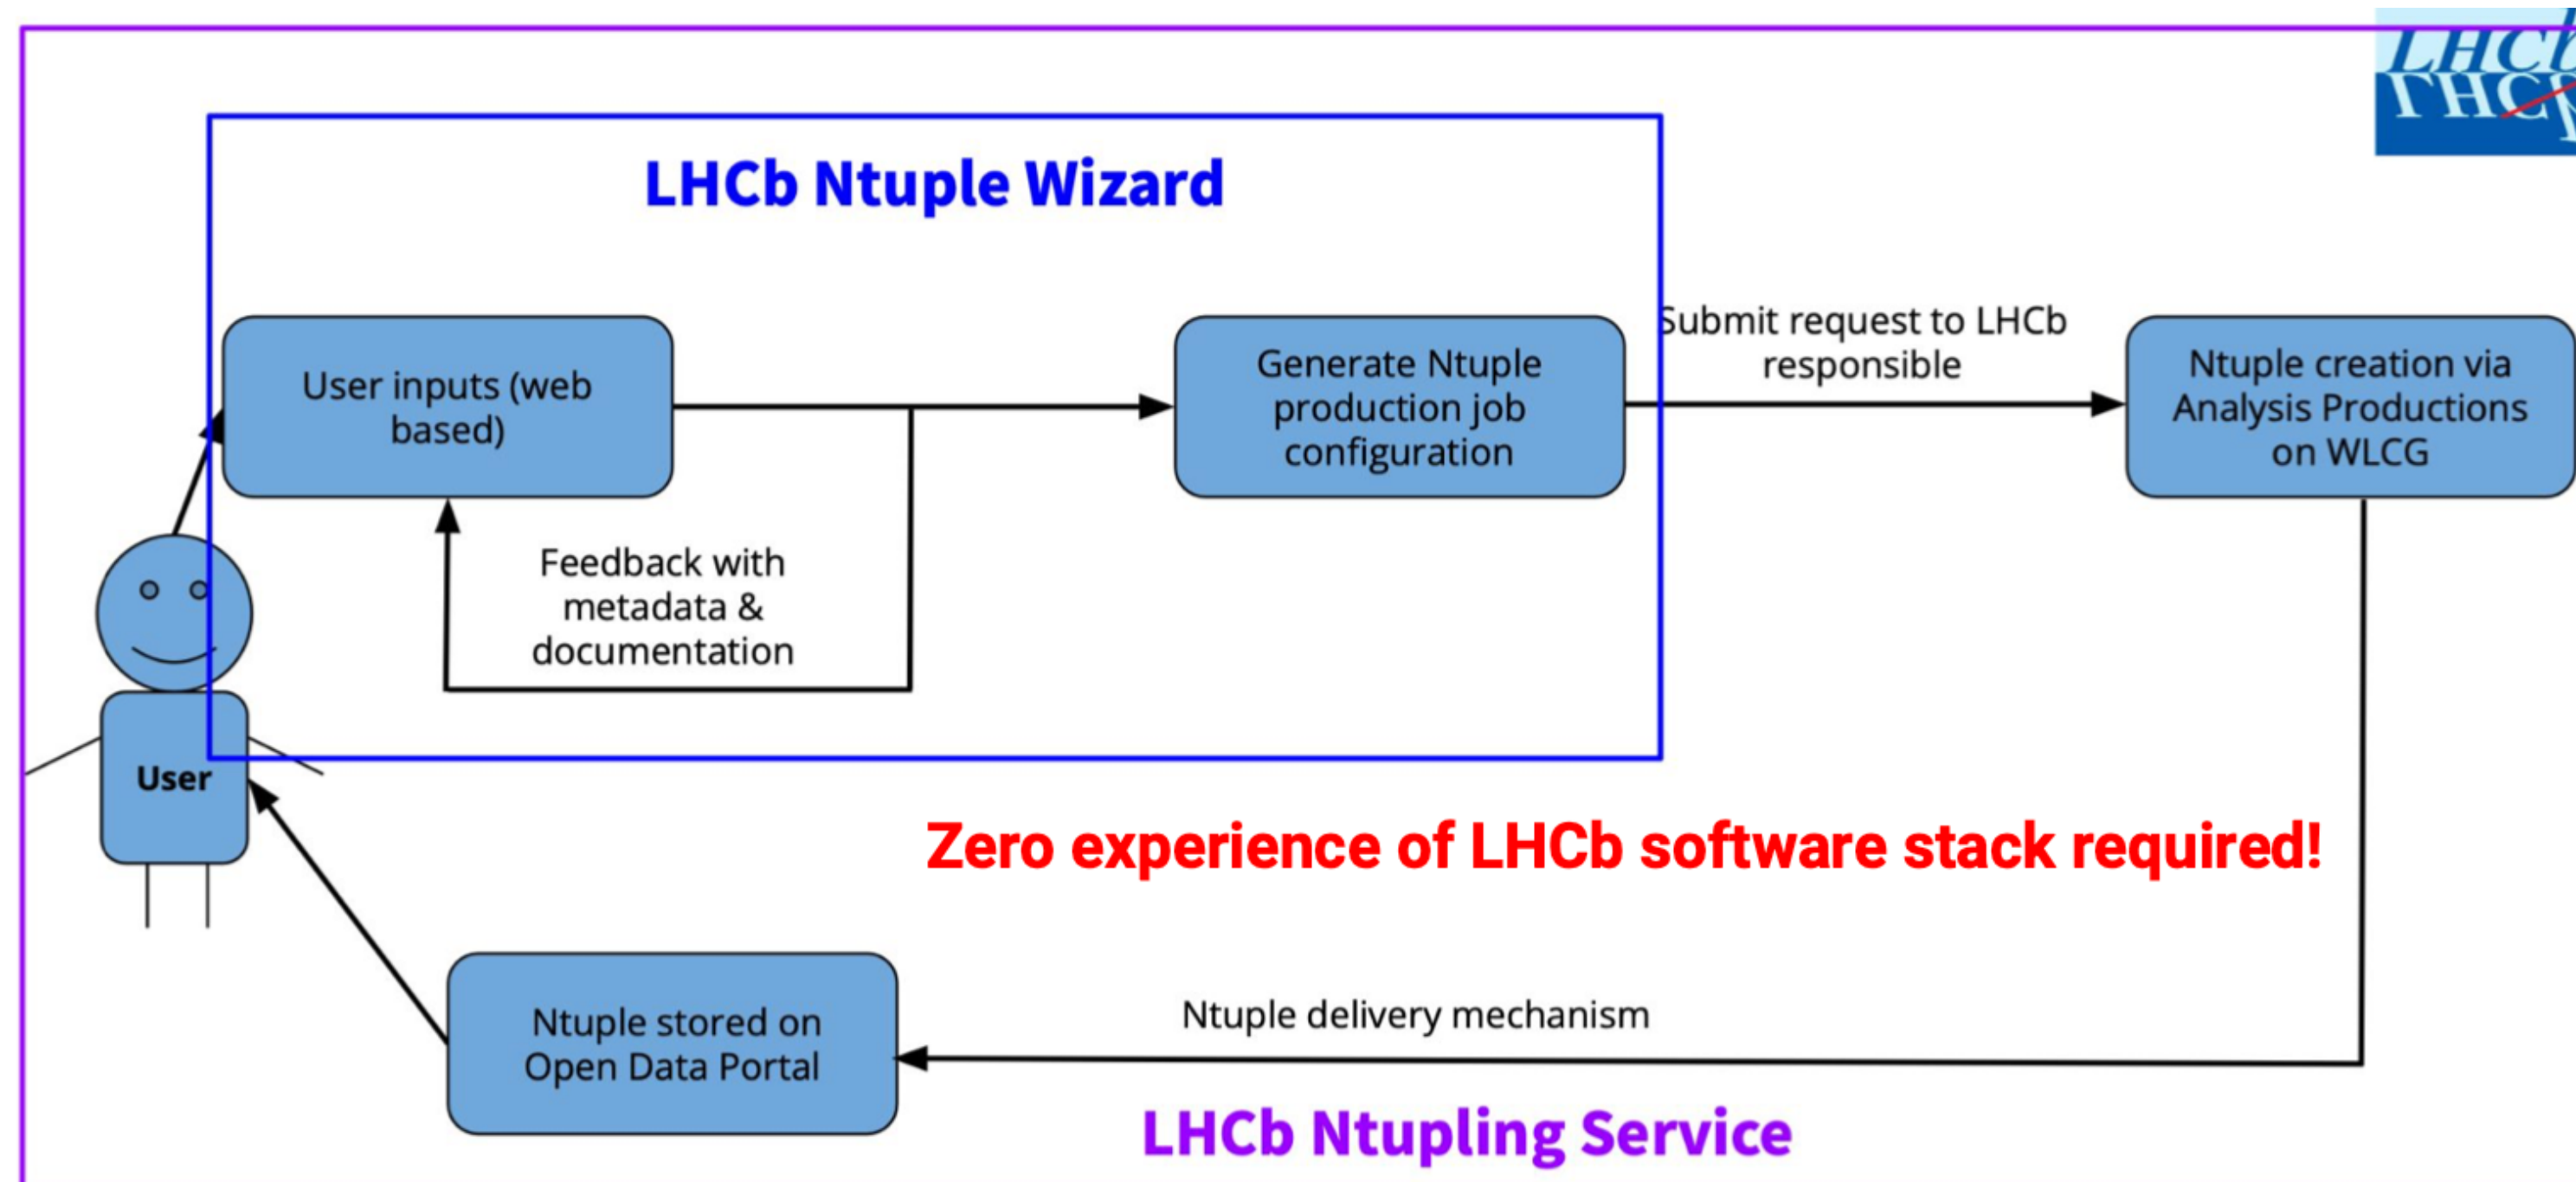 LHCb
LHCb Ntuple Wizard
User inputs (web
based)
Generate Ntuple
production job
configuration
Submit request to LHCb
responsible
Ntuple creation via
Analysis Productions
on WLCG
Feedback with
metadata &
documentation
User
Zero experience of LHCb software stack required!
Ntuple stored on
Open Data Portal
Ntuple delivery mechanism
LHCb Ntupling Service